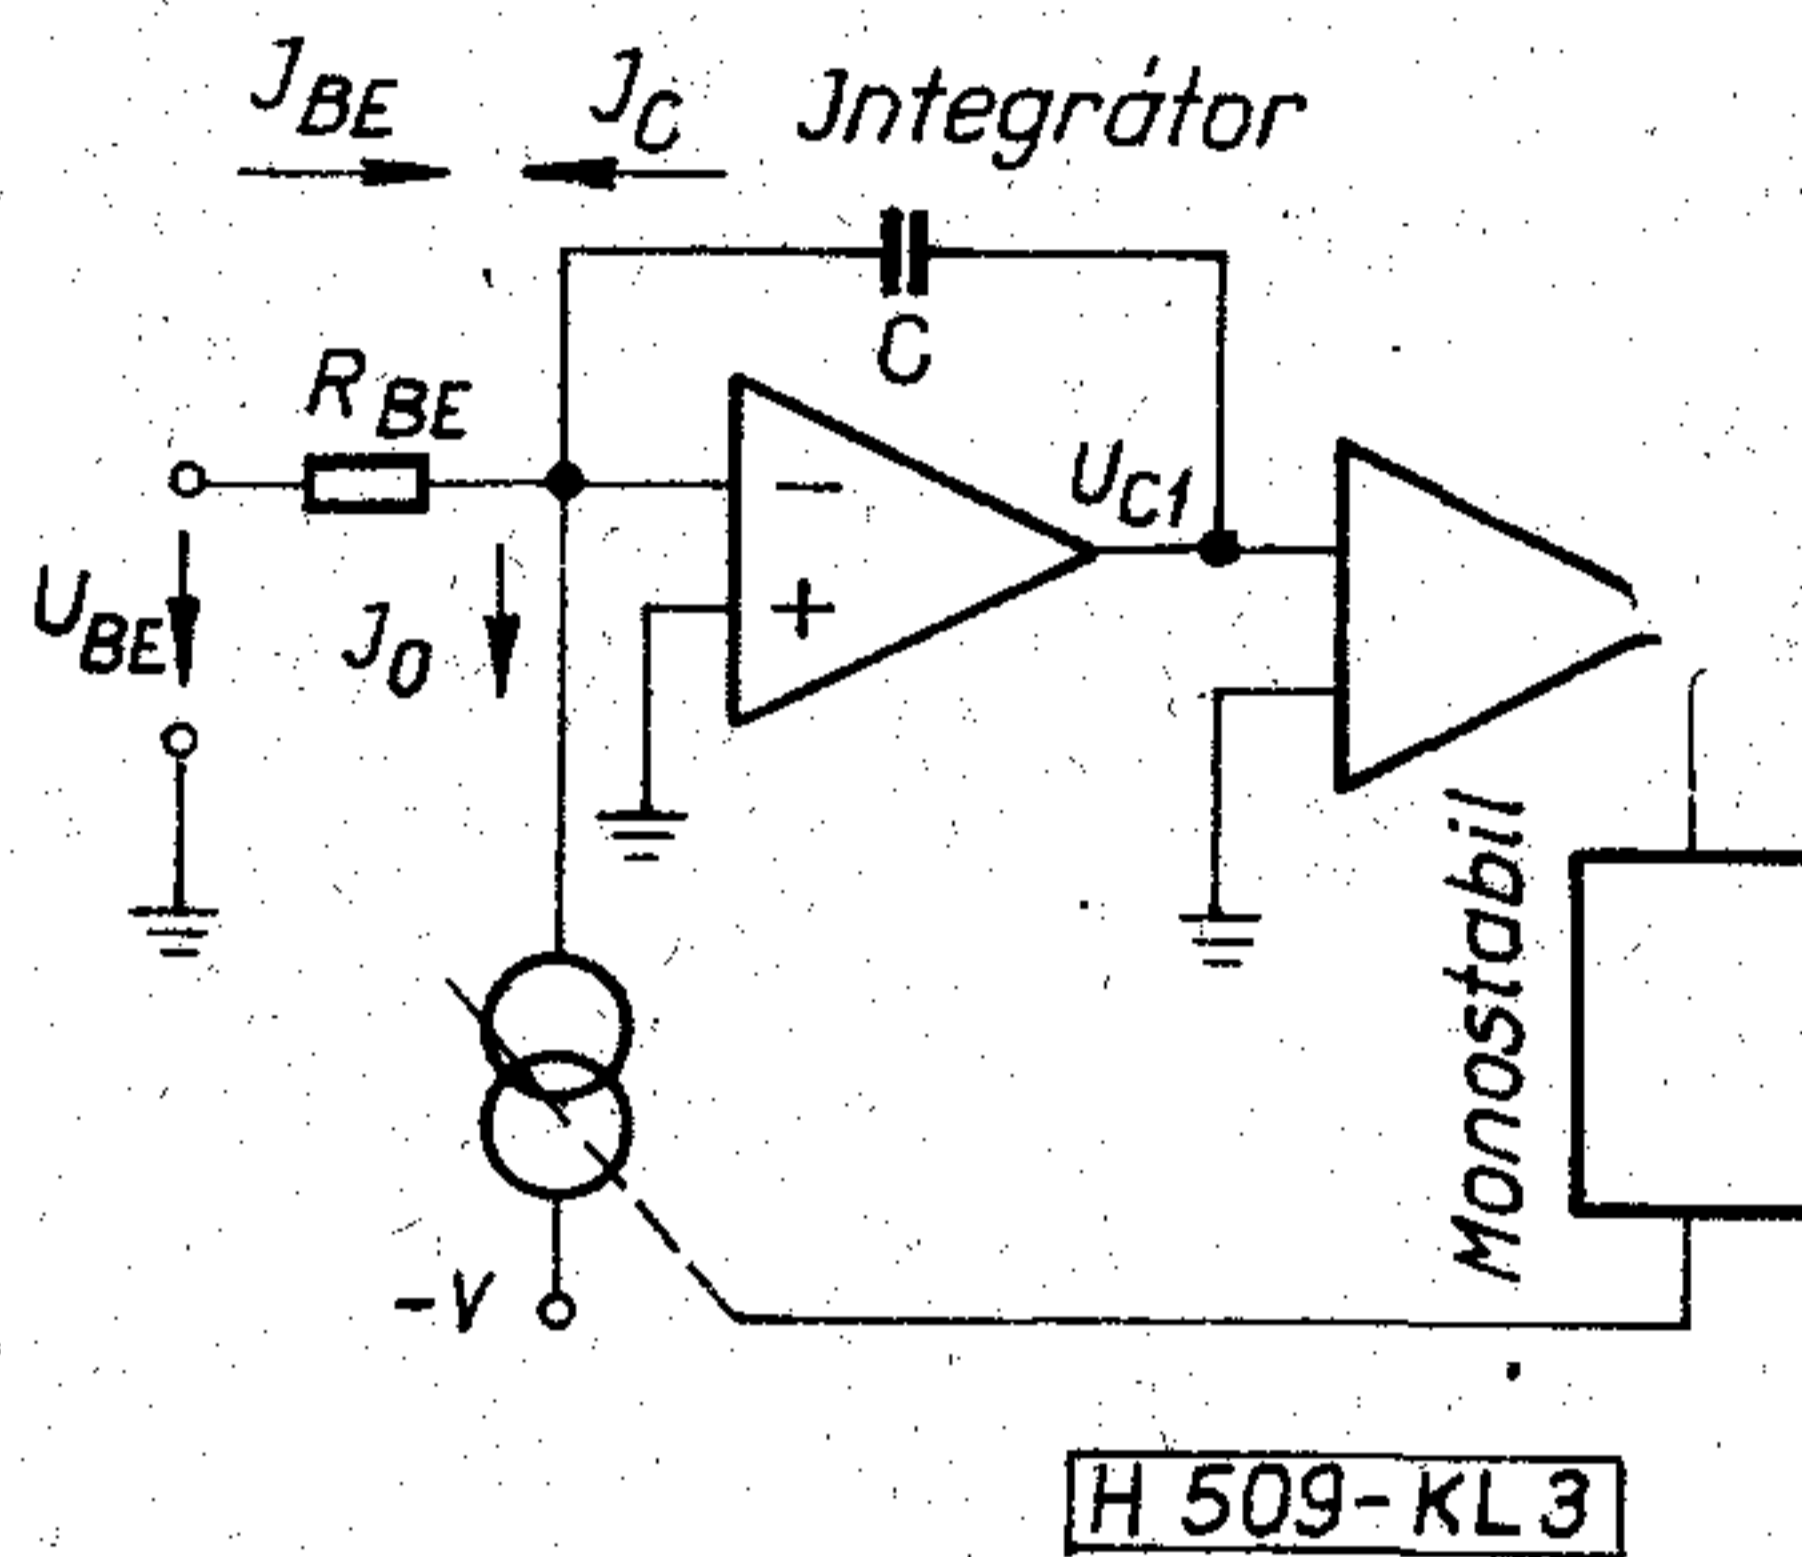 J_BE
J_C
Jntegrátor
C
R_BE
U_BE
J_0
-
+
U_C1
Monostabil
-V
H 509-KL3